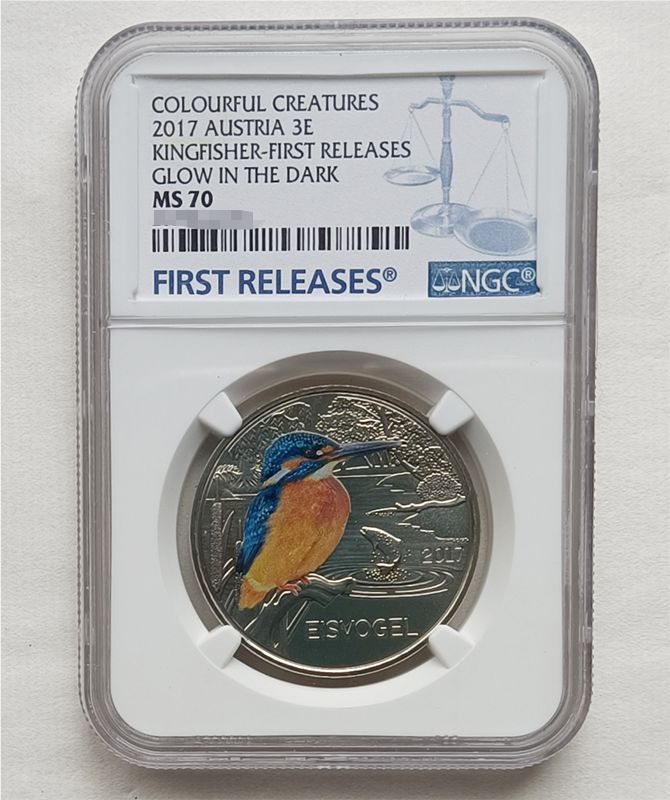 COLOURFUL CREATURES
2017 AUSTRIA 3E
KINGFISHER-FIRST RELEASES
GLOW IN THE DARK
MS 70
FIRST RELEASES®
NGC®
2017
EISVOGEL